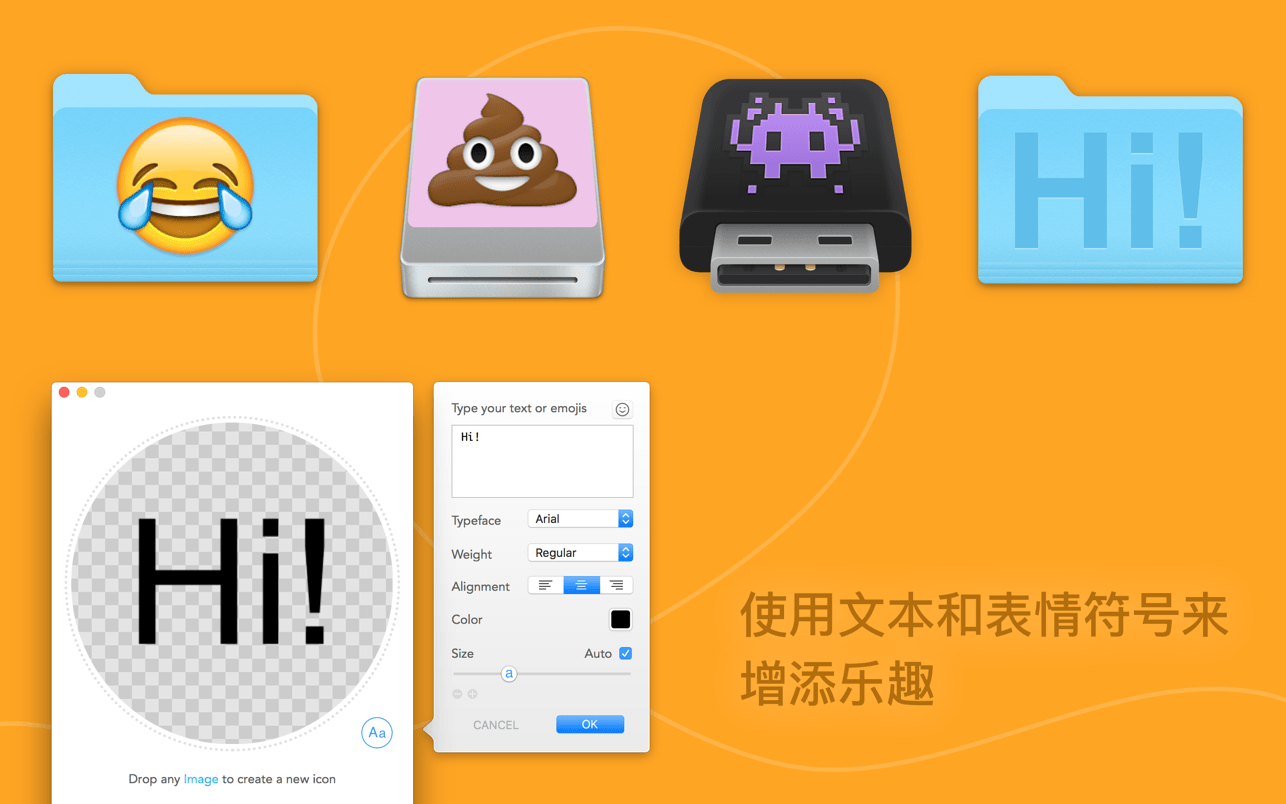 Hi!
Hi!
Aa
Drop any Image to create a new icon
Type your text or emojis
Hi!
Typeface
Arial
Weight
Regular
Alignment
Color
Size
Auto
a
CANCEL
OK
使用文本和表情符号来
增添乐趣